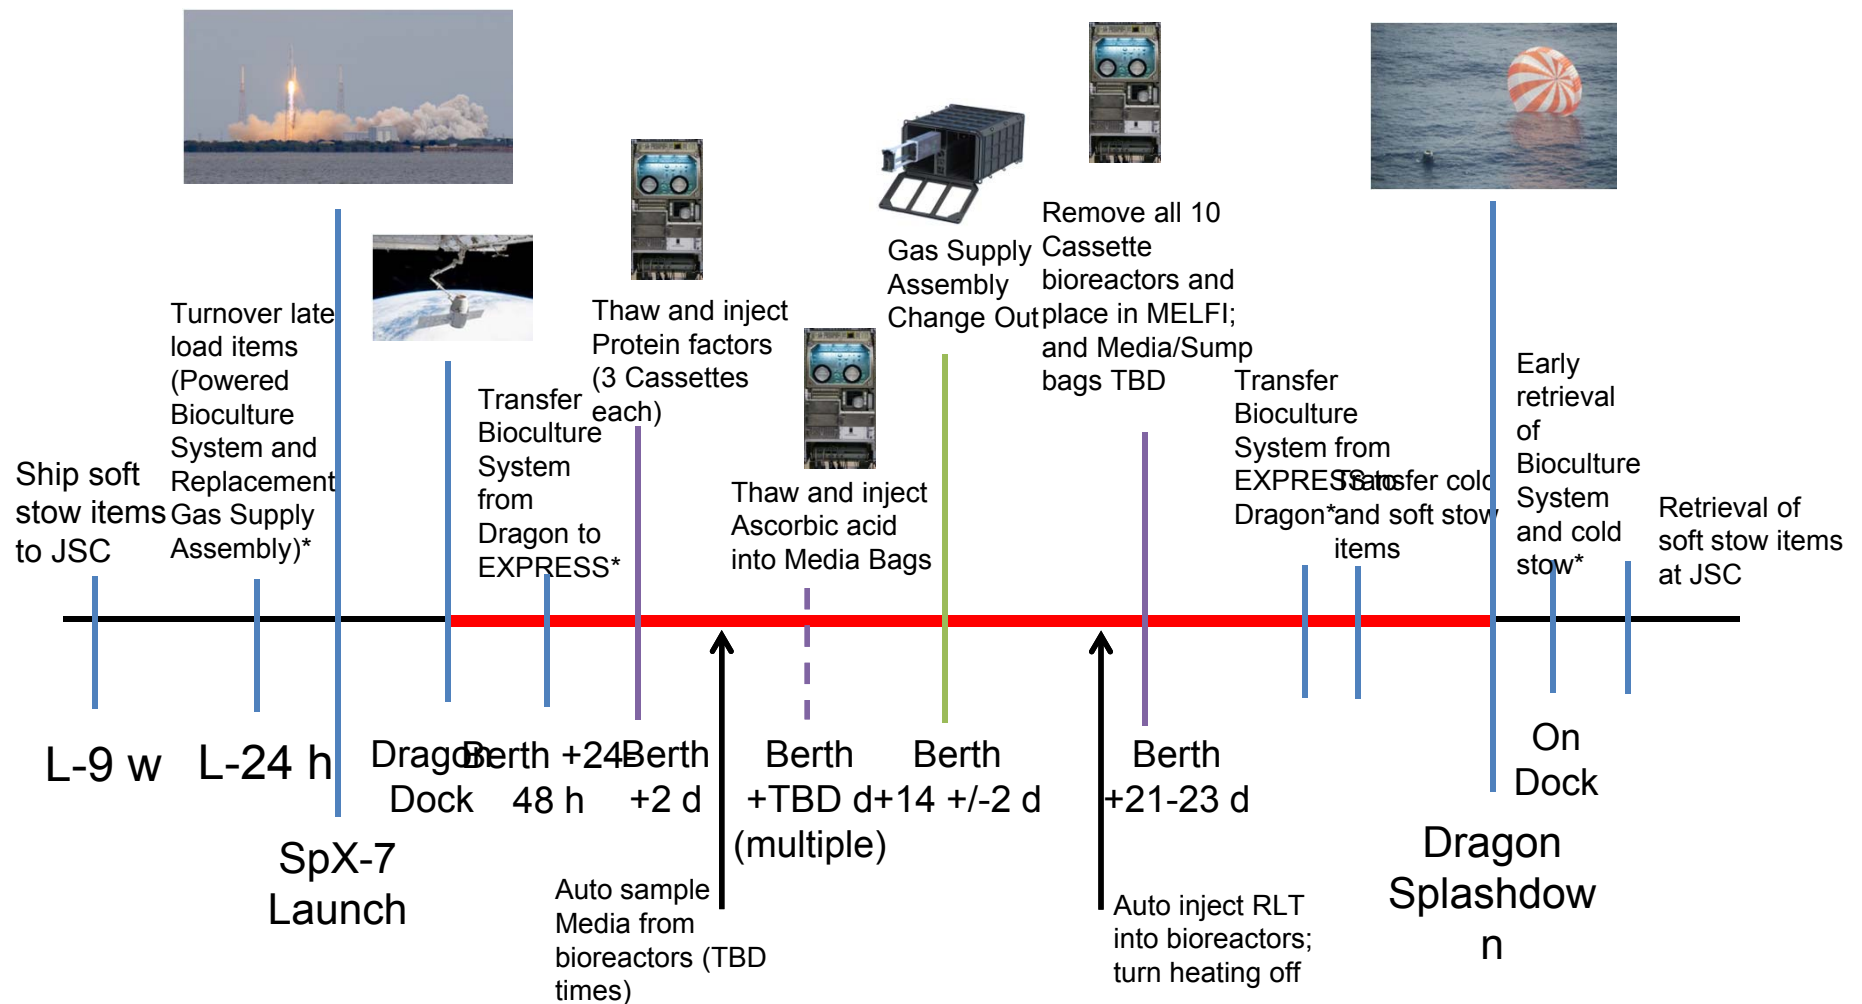 Ship soft
stow items
to JSC
Turnover late
load items
(Powered
Bioculture
System and
Replacement
Gas Supply
Assembly)*
Transfer
Bioculture
System
from
Dragon to
EXPRESS*
Thaw and inject
Protein factors
(3 Cassettes
each)
Thaw and inject
Ascorbic acid
into Media Bags
Gas Supply
Assembly
Change Out
Remove all 10
Cassette
bioreactors and
place in MELFI;
and Media/Sump
bags TBD
Transfer
Bioculture
System from
EXPRESS to
Dragon*
Transfer cold
and soft stow
items
Early
retrieval
of
Bioculture
System
and cold
stow*
Retrieval of
soft stow items
at JSC
L-9 w
L-24 h
SpX-7
Launch
Dragon
Dock
Berth +24-
48 h
Berth
+2 d
Berth
+TBD d
(multiple)
Berth
+14 +/-2 d
Berth
+21-23 d
Dragon
Splashdow
n
On
Dock
Auto sample
Media from
bioreactors (TBD
times)
Auto inject RLT
into bioreactors;
turn heating off